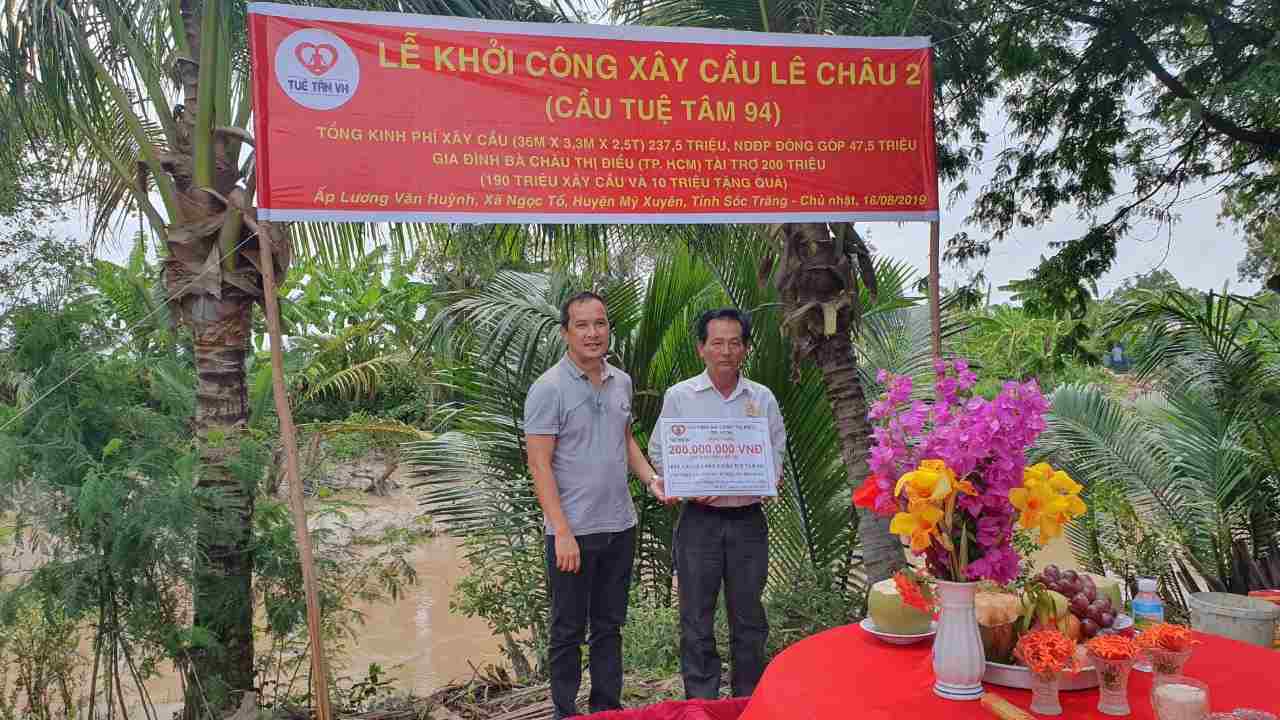 TUỆ TÂM VH
LỄ KHỞI CÔNG XÂY CẦU LÊ CHÂU 2
(CẦU TUỆ TÂM 94)
TỔNG KINH PHÍ XÂY CẦU (36M X 3,3M X 2,5T) 237,5 TRIỆU, NDĐP ĐÓNG GÓP 47,5 TRIỆU
GIA ĐÌNH BÀ CHÂU THỊ ĐIỂU (TP. HCM) TÀI TRỢ 200 TRIỆU
(190 TRIỆU XÂY CẦU VÀ 10 TRIỆU TẶNG QUÀ)
Ấp Lương Văn Huỳnh, Xã Ngọc Tố, Huyện Mỹ Xuyên, Tỉnh Sóc Trăng - Chủ nhật, 16/08/2019
200.000.000 VNĐ